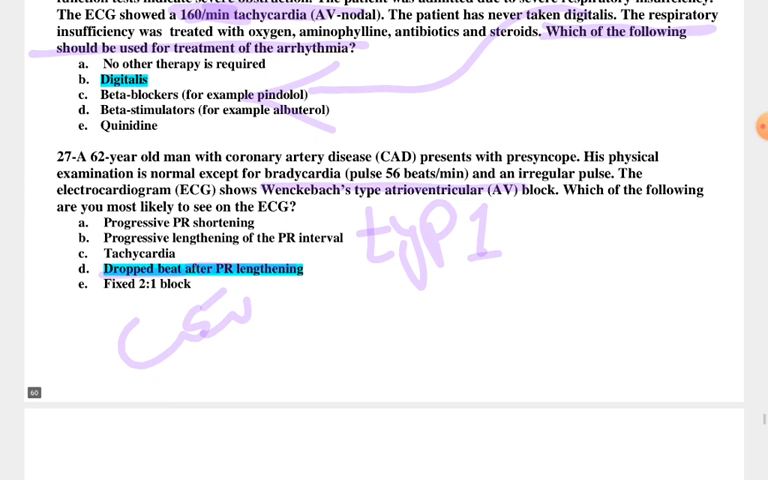 The ECG showed a 160/min tachycardia (AV-nodal). The patient has never taken digitalis. The respiratory
insufficiency was treated with oxygen, aminophylline, antibiotics and steroids. Which of the following
should be used for treatment of the arrhythmia?
a. No other therapy is required
b. Digitalis
c. Beta-blockers (for example pindolol)
d. Beta-stimulators (for example albuterol)
e. Quinidine
27-A 62-year old man with coronary artery disease (CAD) presents with presyncope. His physical
examination is normal except for bradycardia (pulse 56 beats/min) and an irregular pulse. The
electrocardiogram (ECG) shows Wenckebach's type atrioventricular (AV) block. Which of the following
are you most likely to see on the ECG?
a. Progressive PR shortening
b. Progressive lengthening of the PR interval
c. Tachycardia
d. Dropped beat after PR lengthening
e. Fixed 2:1 block
typ1
60